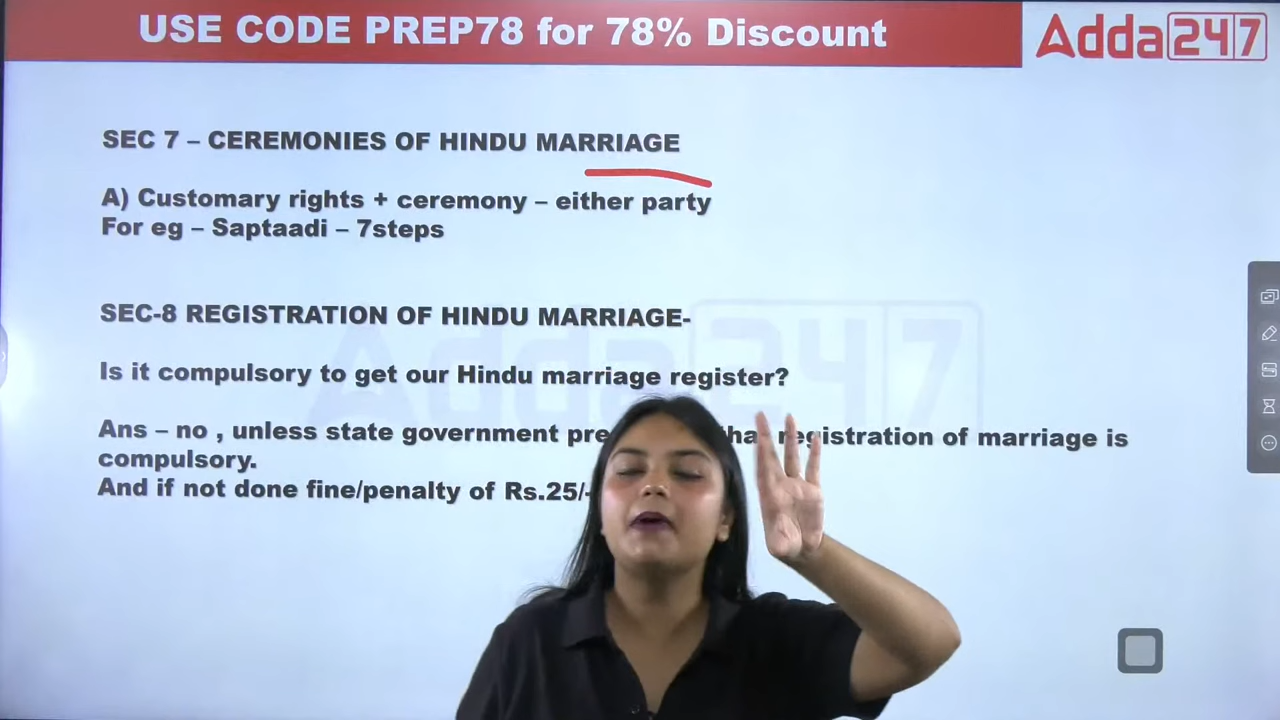 USE CODE PREP78 for 78% Discount
Adda247
SEC 7 – CEREMONIES OF HINDU MARRIAGE
A) Customary rights + ceremony – either party
For eg – Saptaadi – 7steps
SEC-8 REGISTRATION OF HINDU MARRIAGE-
Adda247
Is it compulsory to get our Hindu marriage register?
Ans – no , unless state government registration of marriage is
compulsory.
And if not done fine/penalty of Rs.25/-